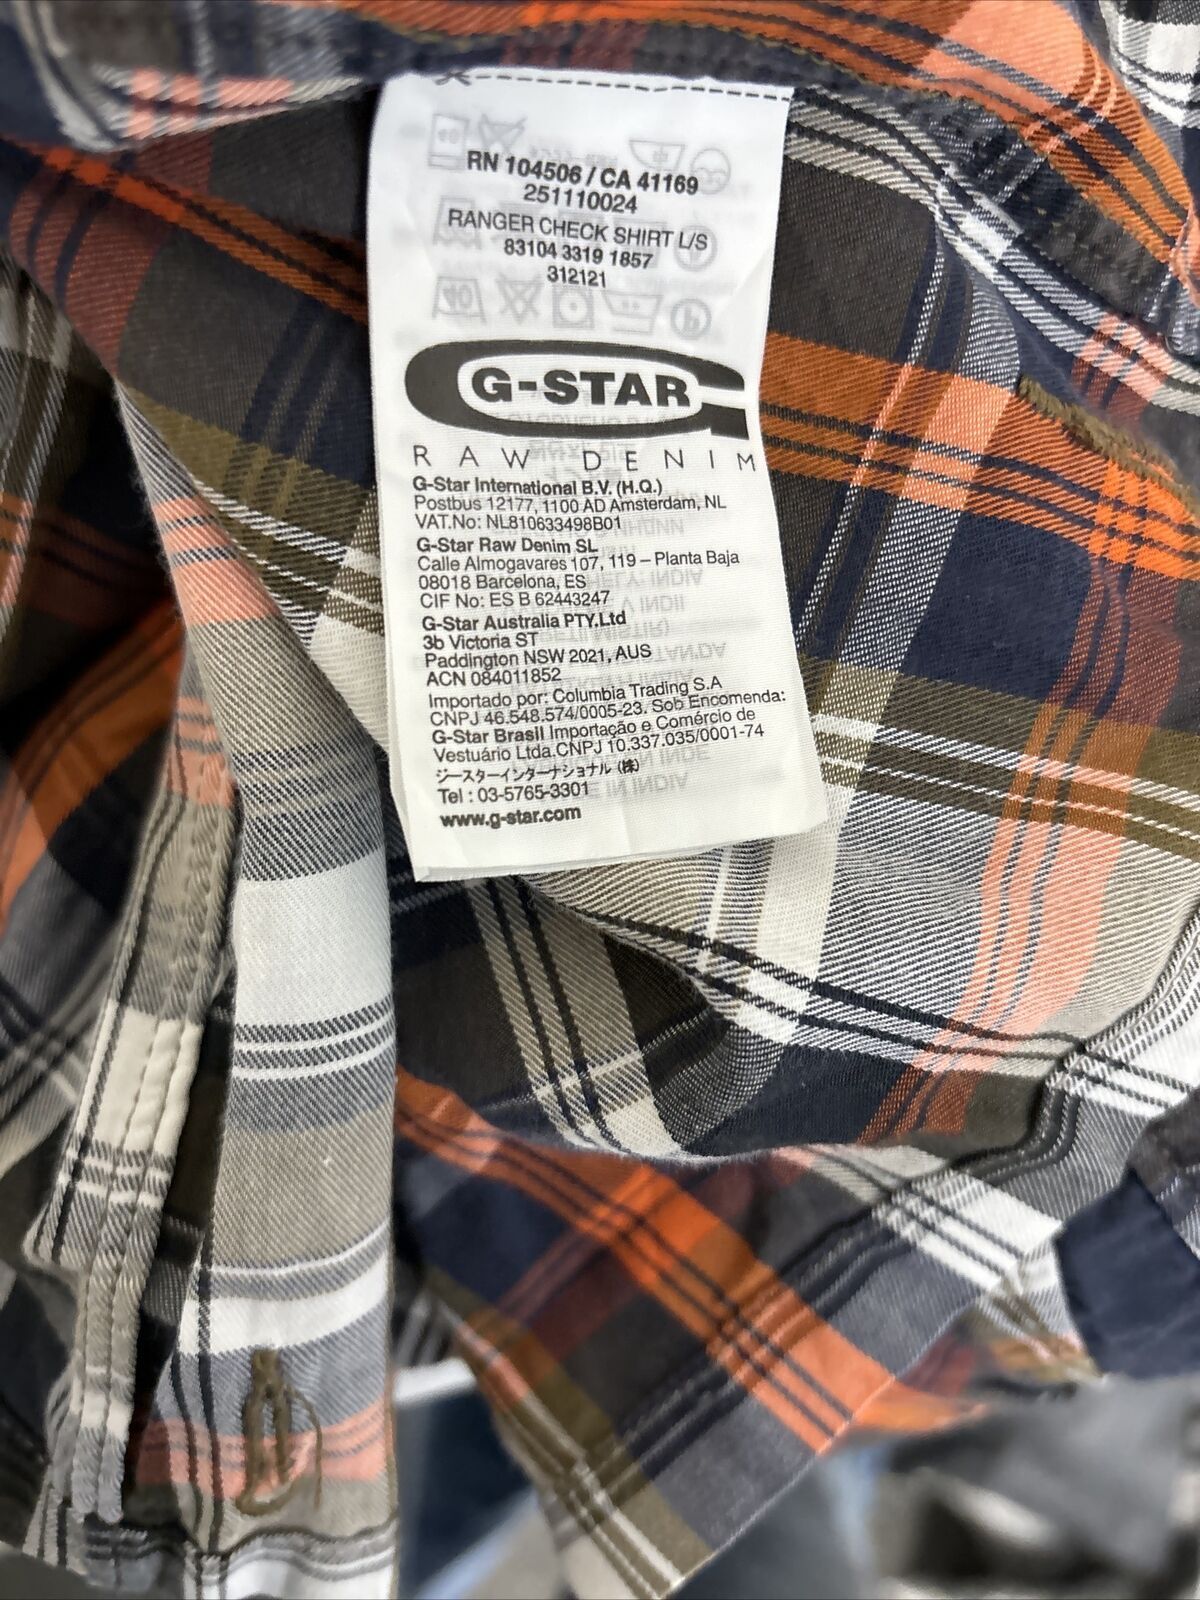 RN 104506 / CA 41169
251110024
RANGER CHECK SHIRT L/S
83104 3319 1857
312121
G-STAR
RAW DENIM
G-Star International B.V. (H.Q.)
Postbus 12177, 1100 AD Amsterdam, NL
VAT.No: NL810633498B01
G-Star Raw Denim SL
Calle Almogavares 107, 119 – Planta Baja
08018 Barcelona, ES
CIF No: ES B 62443247
G-Star Australia PTY.Ltd
3b Victoria ST
Paddington NSW 2021, AUS
ACN 084011852
Importado por: Columbia Trading S.A
CNPJ 46.548.574/0005-23. Sob Encomenda:
G-Star Brasil Importação e Comércio de
Vestuário Ltda.CNPJ 10.337.035/0001-74
ジースターインターナショナル (株)
Tel : 03-5765-3301
www.g-star.com